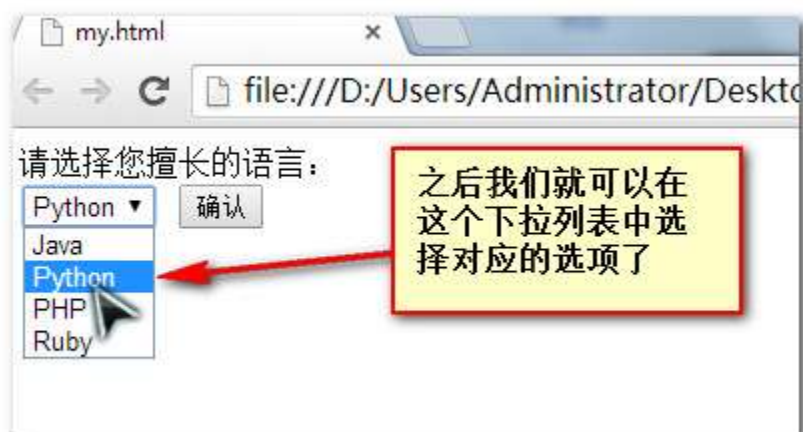 my.html
file:///D:/Users/Administrator/Deskto
请选择您擅长的语言：
Python 确认
Java
Python
PHP
Ruby
之后我们就可以在
这个下拉列表中选
择对应的选项了